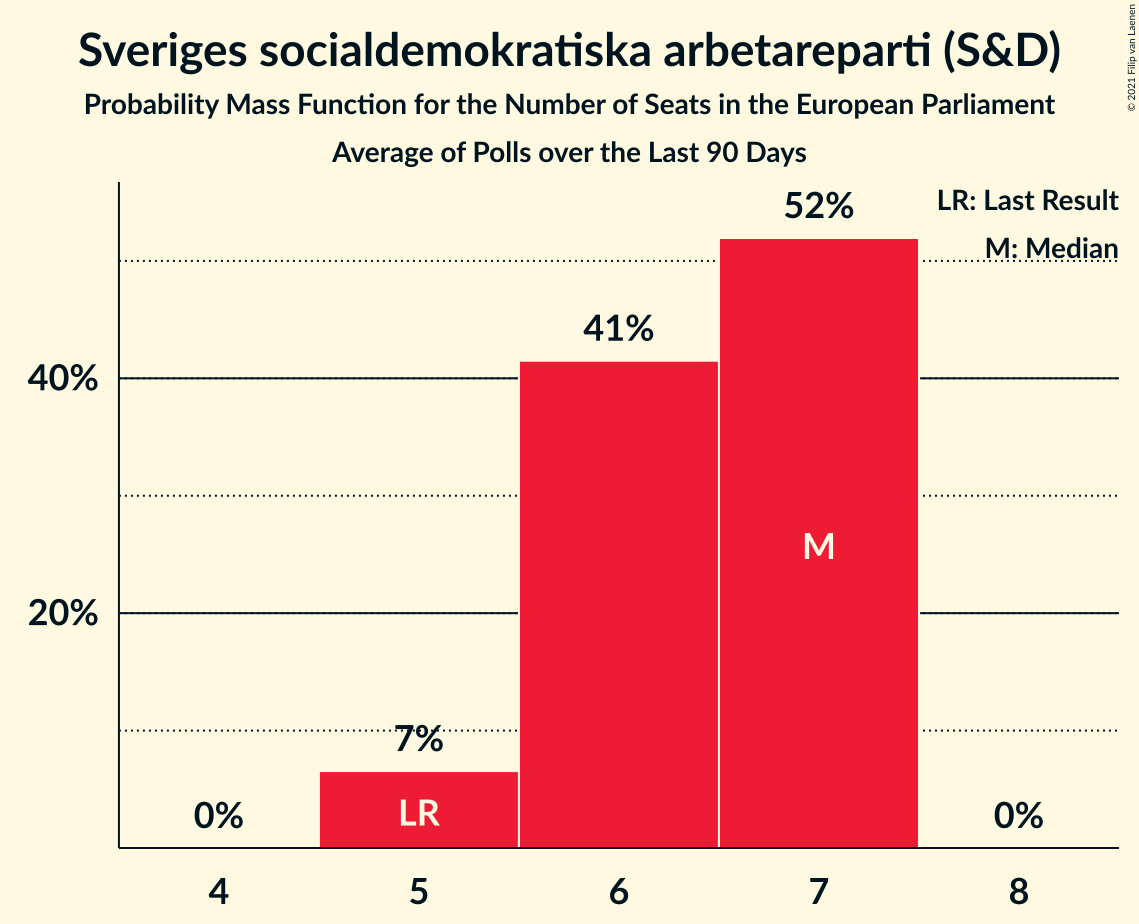 Sveriges socialdemokratiska arbetareparti (S&D)
Probability Mass Function for the Number of Seats in the European Parliament
Average of Polls over the Last 90 Days
© 2021 Filip van Laenen
LR: Last Result
M: Median
52%
41%
40%
M
20%
7%
LR
0%
0%
4 5 6 7 8